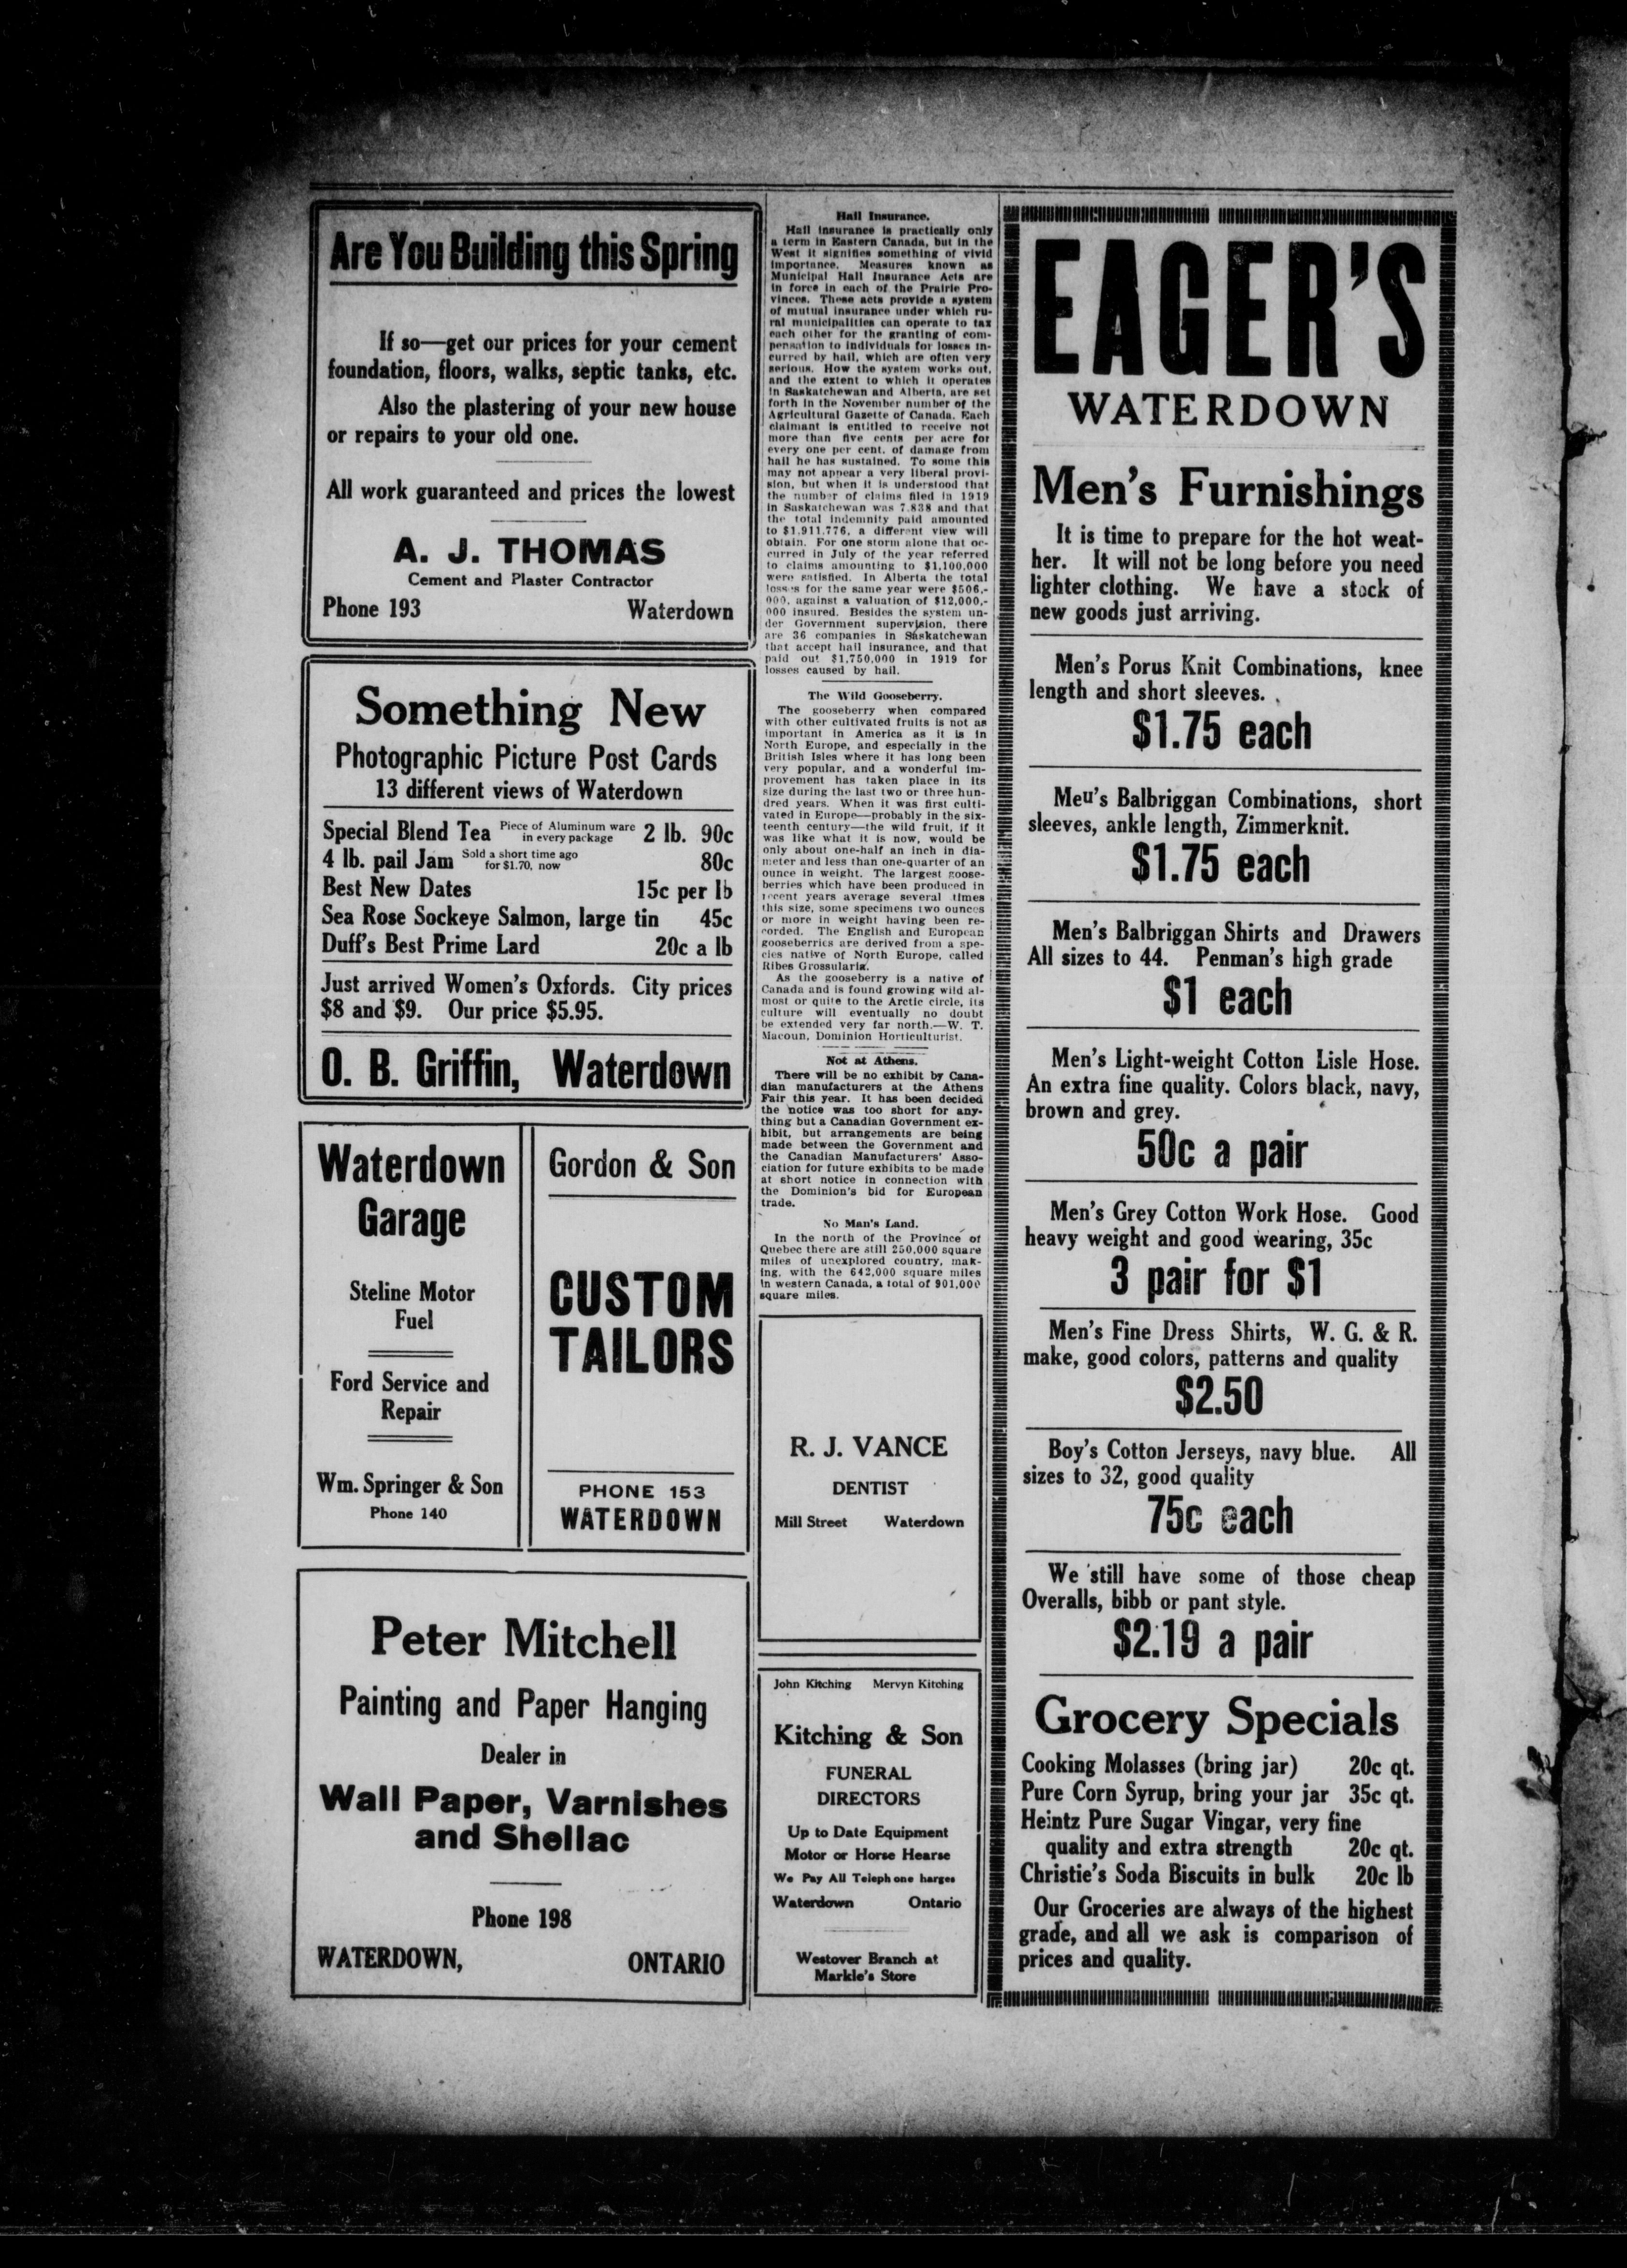 Are You Building this Spring
If so—get our prices for your cement
foundation, floors, walks, septic tanks, etc.
Also the plastering of your new house
or repairs to your old one.
All work guaranteed and prices the lowest
A. J. THOMAS
Cement and Plaster Contractor
Phone 193 Waterdown
Something New
Photographic Picture Post Cards
13 different views of Waterdown
Special Blend Tea Piece of Aluminum ware in every package 2 lb. 90c
4 lb. pail Jam Sold a short time ago for $1.70, now 80c
Best New Dates 15c per lb
Sea Rose Sockeye Salmon, large tin 45c
Duff's Best Prime Lard 20c a lb
Just arrived Women's Oxfords. City prices
$8 and $9. Our price $5.95.
O. B. Griffin, Waterdown
Waterdown
Garage
Steline Motor
Fuel
Ford Service and
Repair
Wm. Springer & Son
Phone 140
Gordon & Son
CUSTOM
TAILORS
PHONE 153
WATERDOWN
Peter Mitchell
Painting and Paper Hanging
Dealer in
Wall Paper, Varnishes
and Shellac
Phone 198
WATERDOWN, ONTARIO
Hail Insurance.
Hail insurance is practically only
a term in Eastern Canada, but in the
West it signifies something of vivid
importance. Measures known as
Municipal Hail Insurance Acts are
in force in each of the Prairie Pro-
vinces. These acts provide a system
of mutual insurance under which ru-
ral municipalities can operate to tax
each other for the granting of com-
pensation to individuals for losses in-
curred by hail, which are often very
serious. How the system works out,
and the extent to which it operates
in Saskatchewan and Alberta, are set
forth in the November number of the
Agricultural Gazette of Canada. Each
claimant is entitled to receive not
more than five cents per acre for
every one per cent. of damage from
hail he has sustained. To some this
may not appear a very liberal provi-
sion, but when it is understood that
the number of claims filed in 1919
in Saskatchewan was 7,838 and that
the total indemnity paid amounted
to $1,911,776, a different view will
obtain. For one storm alone that oc-
curred in July of the year referred
to claims amounting to $1,100,000
were satisfied. In Alberta the total
losses for the same year were $506,-
000, against a valuation of $12,000,-
000 insured. Besides the system un-
der Government supervision, there
are 36 companies in Saskatchewan
that accept hail insurance, and that
paid out $1,750,000 in 1919 for
losses caused by hail.
The Wild Gooseberry.
The gooseberry when compared
with other cultivated fruits is not as
important in America as it is in
North Europe, and especially in the
British Isles where it has long been
very popular, and a wonderful im-
provement has taken place in its
size during the last two or three hun-
dred years. When it was first culti-
vated in Europe—probably in the six-
teenth century—the wild fruit, if it
was like what it is now, would be
only about one-half an inch in dia-
meter and less than one-quarter of an
ounce in weight. The largest goose-
berries which have been produced in
recent years average several times
this size, some specimens two ounces
or more in weight having been re-
corded. The English and European
gooseberries are derived from a spe-
cies native of North Europe, called
Ribes Grossularia.
As the gooseberry is a native of
Canada and is found growing wild al-
most or quite to the Arctic circle, its
culture will eventually no doubt
be extended very far north.—W. T.
Macoun, Dominion Horticulturist.
Not at Athens.
There will be no exhibit by Cana-
dian manufacturers at the Athens
Fair this year. It has been decided
the notice was too short for any-
thing but a Canadian Government ex-
hibit, but arrangements are being
made between the Government and
the Canadian Manufacturers' Asso-
ciation for future exhibits to be made
at short notice in connection with
the Dominion's bid for European
trade.
No Man's Land.
In the north of the Province of
Quebec there are still 250,000 square
miles of unexplored country, mak-
ing, with the 642,000 square miles
in western Canada, a total of 901,000
square miles.
R. J. VANCE
DENTIST
Mill Street Waterdown
John Kitching Mervyn Kitching
Kitching & Son
FUNERAL
DIRECTORS
Up to Date Equipment
Motor or Horse Hearse
We Pay All Teleph one harges
Waterdown Ontario
Westover Branch at
Markle's Store
EAGER'S
WATERDOWN
Men's Furnishings
It is time to prepare for the hot weat-
her. It will not be long before you need
lighter clothing. We have a stock of
new goods just arriving.
Men's Porus Knit Combinations, knee
length and short sleeves.
$1.75 each
Meu's Balbriggan Combinations, short
sleeves, ankle length, Zimmerknit.
$1.75 each
Men's Balbriggan Shirts and Drawers
All sizes to 44. Penman's high grade
$1 each
Men's Light-weight Cotton Lisle Hose.
An extra fine quality. Colors black, navy,
brown and grey.
50c a pair
Men's Grey Cotton Work Hose. Good
heavy weight and good wearing, 35c
3 pair for $1
Men's Fine Dress Shirts, W. G. & R.
make, good colors, patterns and quality
$2.50
Boy's Cotton Jerseys, navy blue. All
sizes to 32, good quality
75c each
We still have some of those cheap
Overalls, bibb or pant style.
$2.19 a pair
Grocery Specials
Cooking Molasses (bring jar) 20c qt.
Pure Corn Syrup, bring your jar 35c qt.
Heintz Pure Sugar Vingar, very fine
quality and extra strength 20c qt.
Christie's Soda Biscuits in bulk 20c lb
Our Groceries are always of the highest
grade, and all we ask is comparison of
prices and quality.